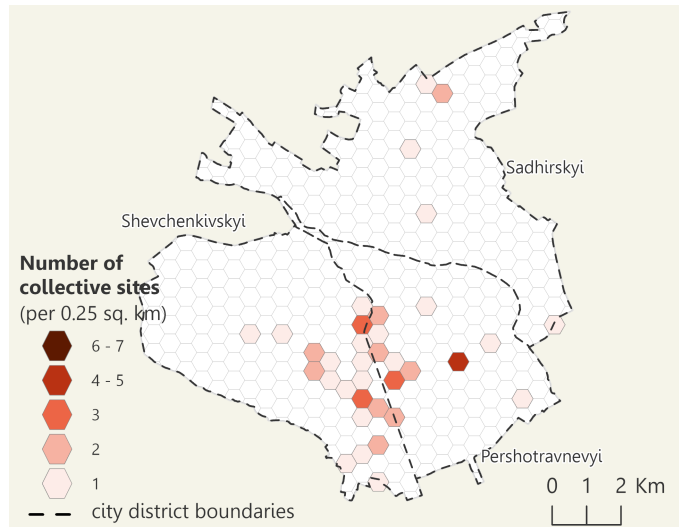 Sadhirskyi
Shevchenkivskyi
Number of
collective sites
(per 0.25 sq. km)
6 - 7
4 - 5
3
2
1
city district boundaries
Pershotravnevyi
0 1 2 Km